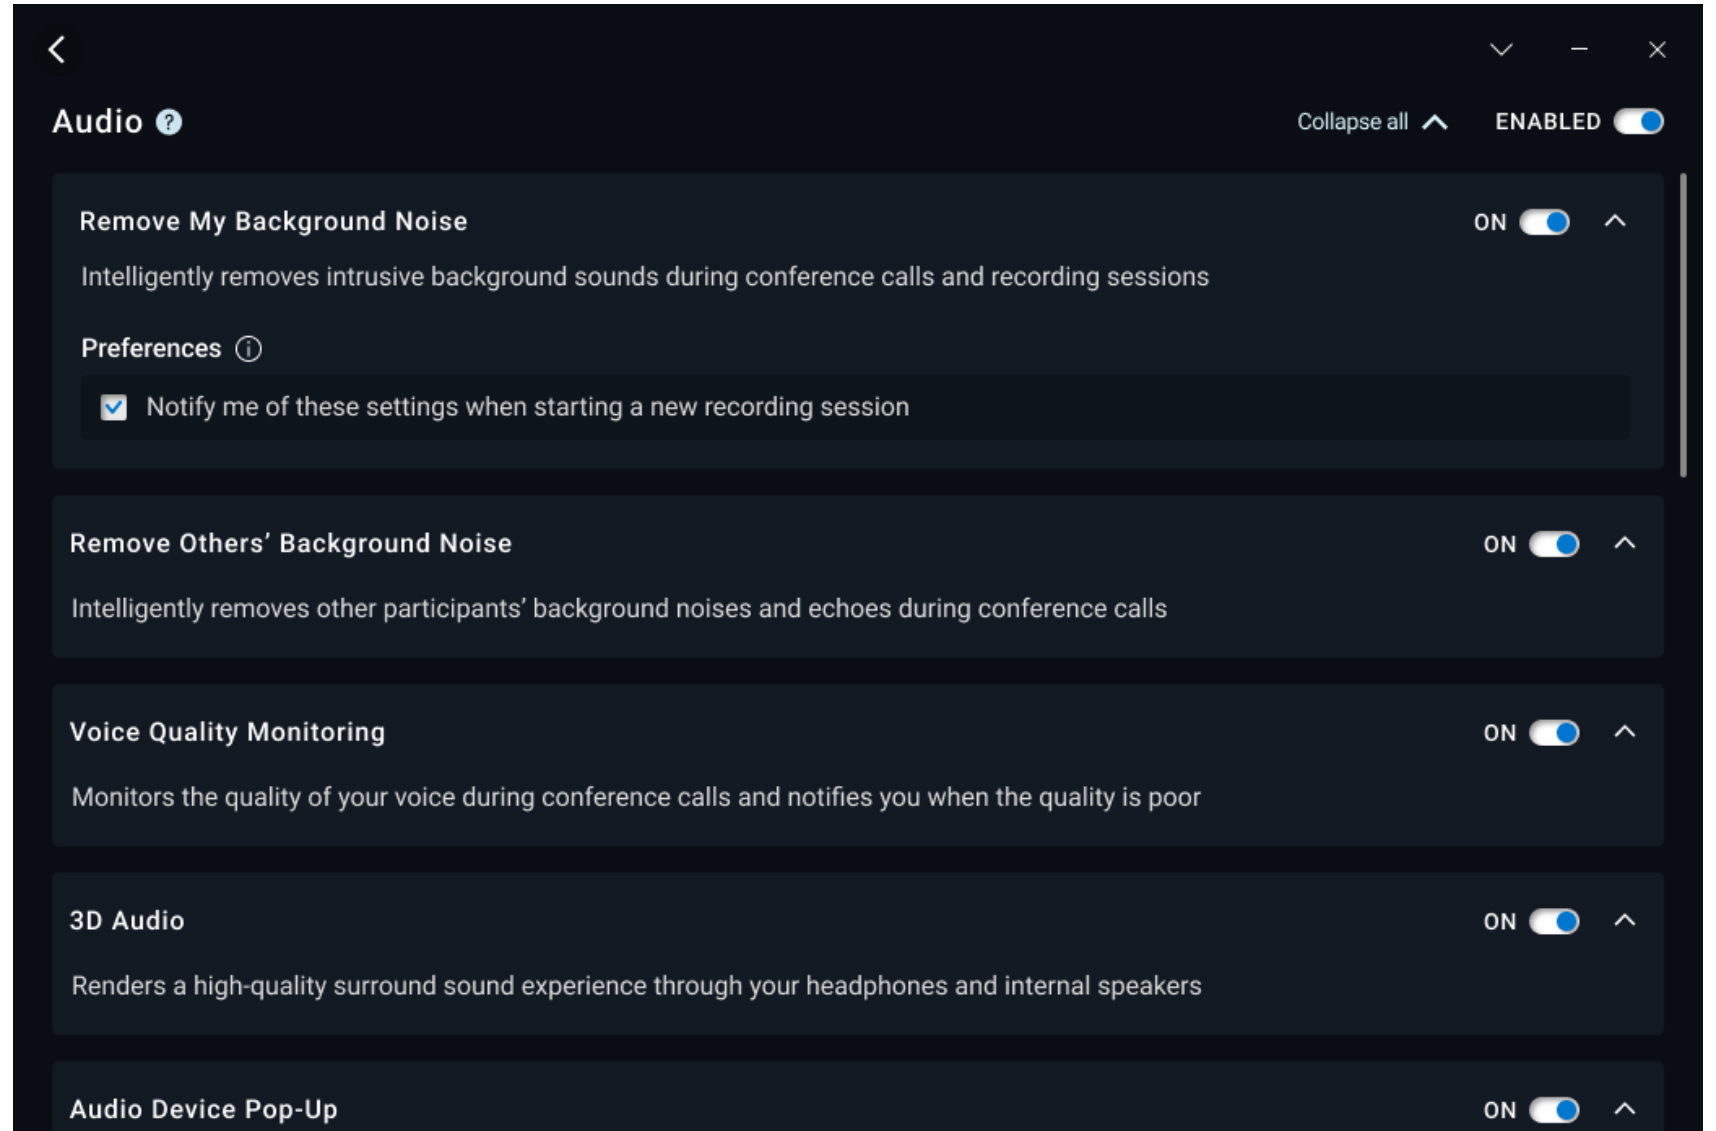 Audio ?
Collapse all
ENABLED
Remove My Background Noise
ON
Intelligently removes intrusive background sounds during conference calls and recording sessions
Preferences
Notify me of these settings when starting a new recording session
Remove Others’ Background Noise
ON
Intelligently removes other participants’ background noises and echoes during conference calls
Voice Quality Monitoring
ON
Monitors the quality of your voice during conference calls and notifies you when the quality is poor
3D Audio
ON
Renders a high-quality surround sound experience through your headphones and internal speakers
Audio Device Pop-Up
ON